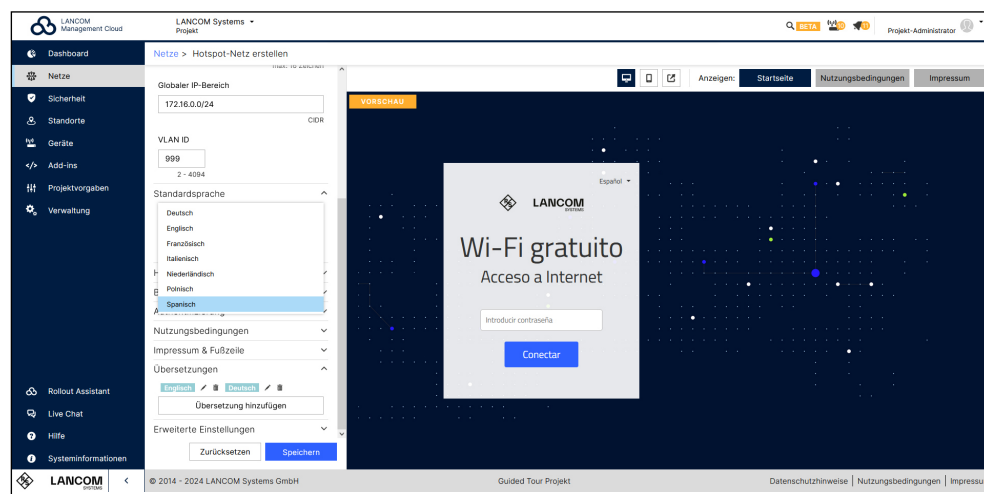 LANCOM
Management Cloud
LANCOM Systems
Projekt
BETA
Projekt-Administrator
Dashboard
Netze
Sicherheit
Standorte
Geräte
Add-ins
Projektvorgaben
Verwaltung
Rollout Assistant
Live Chat
Hilfe
Systeminformationen
LANCOM
SYSTEMS
Netze > Hotspot-Netz erstellen
max. 16 Zeichen
Globaler IP-Bereich
172.16.0.0/24
CIDR
VLAN ID
999
2 - 4094
Standardsprache
Deutsch
Englisch
Französisch
Italienisch
Niederländisch
Polnisch
Spanisch
Nutzungsbedingungen
Impressum & Fußzeile
Übersetzungen
Englisch Deutsch
Übersetzung hinzufügen
Erweiterte Einstellungen
Zurücksetzen Speichern
Anzeigen: Startseite Nutzungsbedingungen Impressum
VORSCHAU
Español
LANCOM
SYSTEMS
Wi-Fi gratuito
Acceso a Internet
Introducir contraseña
Conectar
© 2014 - 2024 LANCOM Systems GmbH
Guided Tour Projekt
Datenschutzhinweise | Nutzungsbedingungen | Impressu